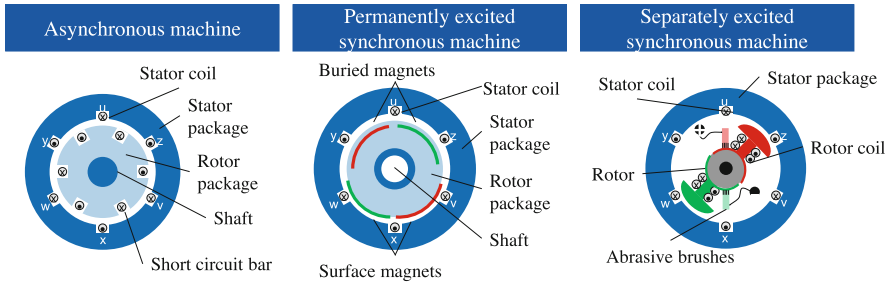 Asynchronous machine
Permanently excited
synchronous machine
Separately excited
synchronous machine
Stator coil
Stator
package
Rotor
package
Shaft
Short circuit bar
u
z
v
x
w
y
Buried magnets
Stator coil
Stator
package
Rotor
package
Shaft
Surface magnets
u
z
v
x
w
y
Stator coil
Stator package
Rotor coil
Rotor
Abrasive brushes
u
z
v
x
w
y